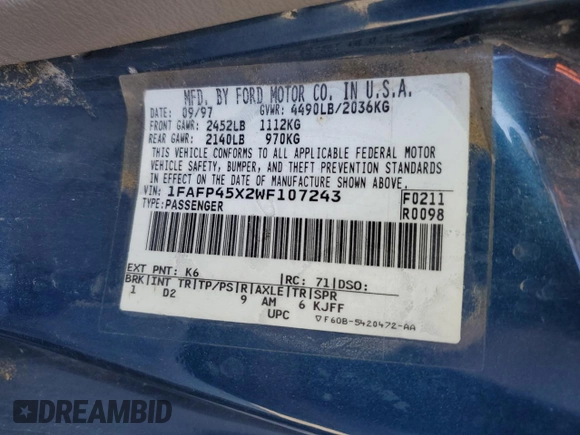 MFD. BY FORD MOTOR CO. IN U.S.A.
DATE: 09/97 GVWR: 4490LB/2036KG
FRONT GAWR: 2452LB 1112KG
REAR GAWR: 2140LB 970KG
THIS VEHICLE CONFORMS TO ALL APPLICABLE FEDERAL MOTOR
VEHICLE SAFETY, BUMPER, AND THEFT PREVENTION STANDARDS
IN EFFECT ON THE DATE OF MANUFACTURE SHOWN ABOVE.
VIN: 1FAFP45X2WF107243 F0211
TYPE: PASSENGER R0098
EXT PNT: K6 RC: 71 DSO:
BRK INT TR TP/PS R AXLE TR SPR
1 D2 9 AM 6 KJFF
UPC ▽F60B-5420472-AA
DREAMBID